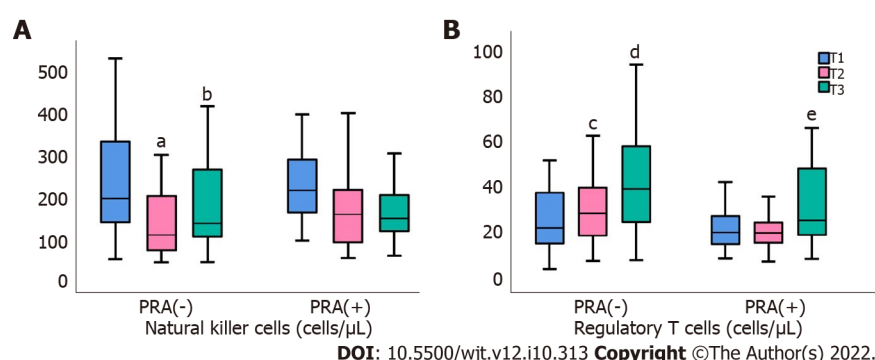 A
500
400
300
200
100
0
a
b
PRA(-)
PRA(+)
Natural killer cells (cells/μL)
B
100
80
60
40
20
0
c
d
e
T1
T2
T3
PRA(-)
PRA(+)
Regulatory T cells (cells/μL)
DOI: 10.5500/wjt.v12.i10.313 Copyright ©The Author(s) 2022.